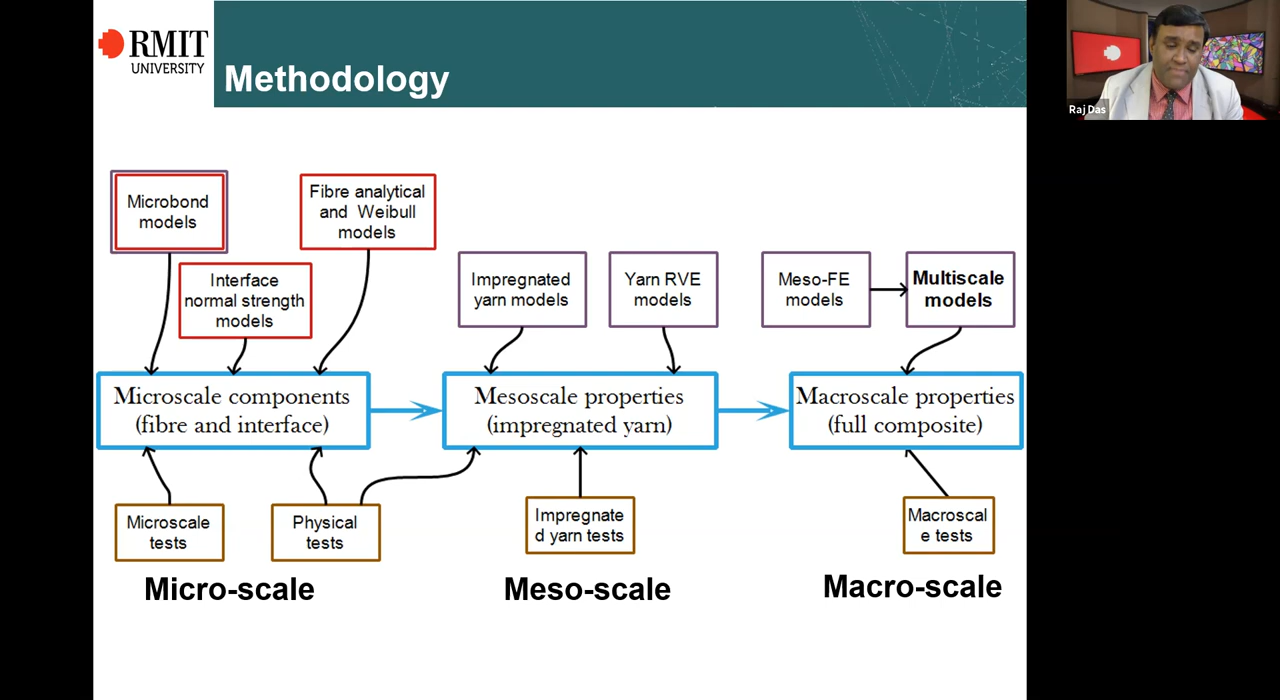 RMIT
UNIVERSITY
Methodology
Raj Das
Microbond
models
Fibre analytical
and Weibull
models
Interface
normal strength
models
Impregnated
yarn models
Yarn RVE
models
Meso-FE
models
Multiscale
models
Microscale components
(fibre and interface)
Mesoscale properties
(impregnated yarn)
Macroscale properties
(full composite)
Microscale
tests
Physical
tests
Impregnate
d yarn tests
Macroscal
e tests
Micro-scale
Meso-scale
Macro-scale